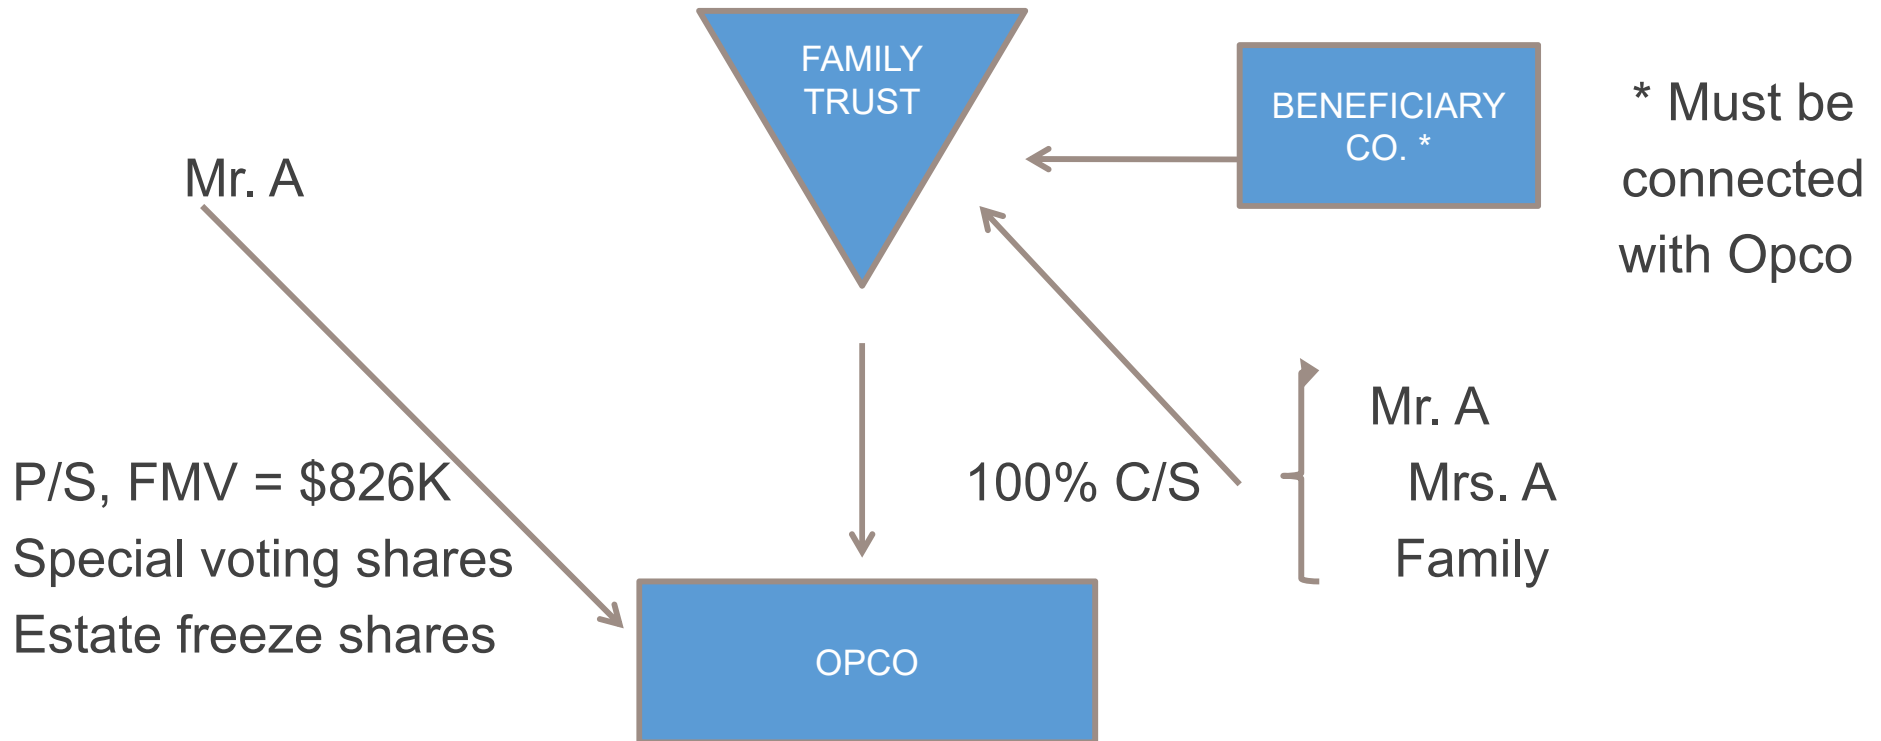 FAMILY
TRUST
BENEFICIARY
CO. *
* Must be
connected
with Opco
Mr. A
P/S, FMV = $826K
Special voting shares
Estate freeze shares
100% C/S
Mr. A
Mrs. A
Family
OPCO